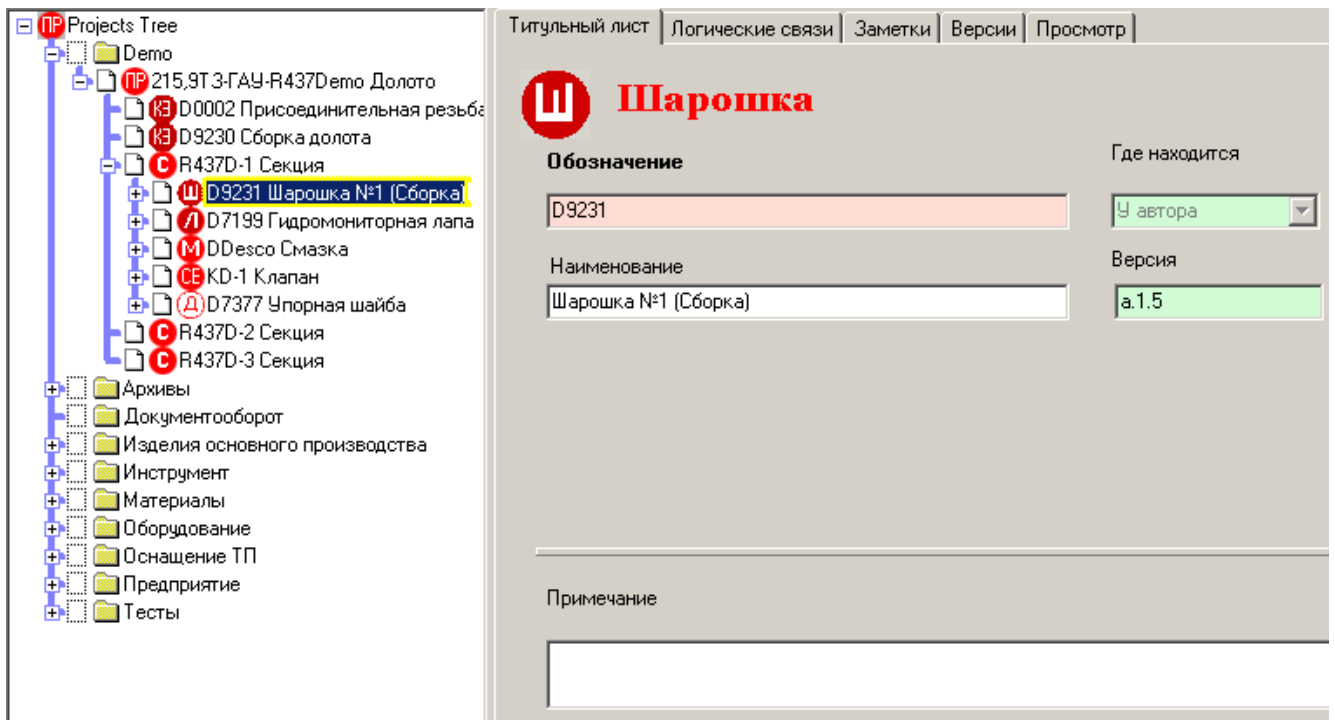 ПР Projects Tree
Demo
ПР 215,9ТЗ-ГАУ-R437Demo Долото
КЭ D0002 Присоединительная резьба
КЭ D9230 Сборка долота
С R437D-1 Секция
Ш D9231 Шарошка №1 (Сборка)
Л D7199 Гидромониторная лапа
М DDesco Смазка
СЕ KD-1 Клапан
Д D7377 Упорная шайба
С R437D-2 Секция
С R437D-3 Секция
Архивы
Документооборот
Изделия основного производства
Инструмент
Материалы
Оборудование
Оснащение ТП
Предприятие
Тесты
Титульный лист Логические связи Заметки Версии Просмотр
Ш Шарошка
Обозначение Где находится
D9231 У автора
Наименование Версия
Шарошка №1 (Сборка) а.1.5
Примечание